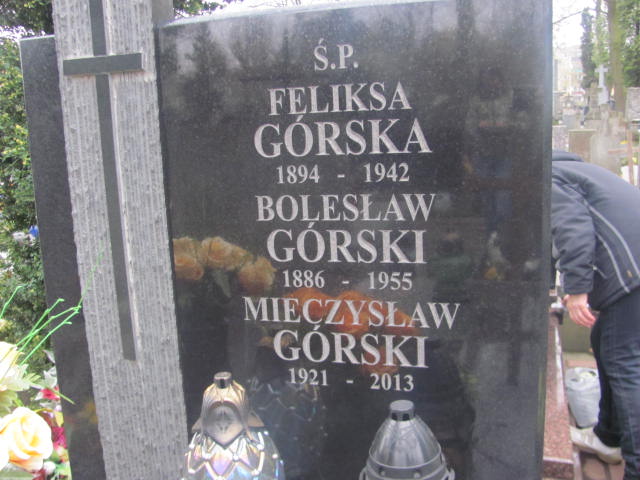 Ś.P.
FELIKSA
GÓRSKA
1894 - 1942
BOLESŁAW
GÓRSKI
1886 - 1955
MIECZYSŁAW
GÓRSKI
1921 - 2013